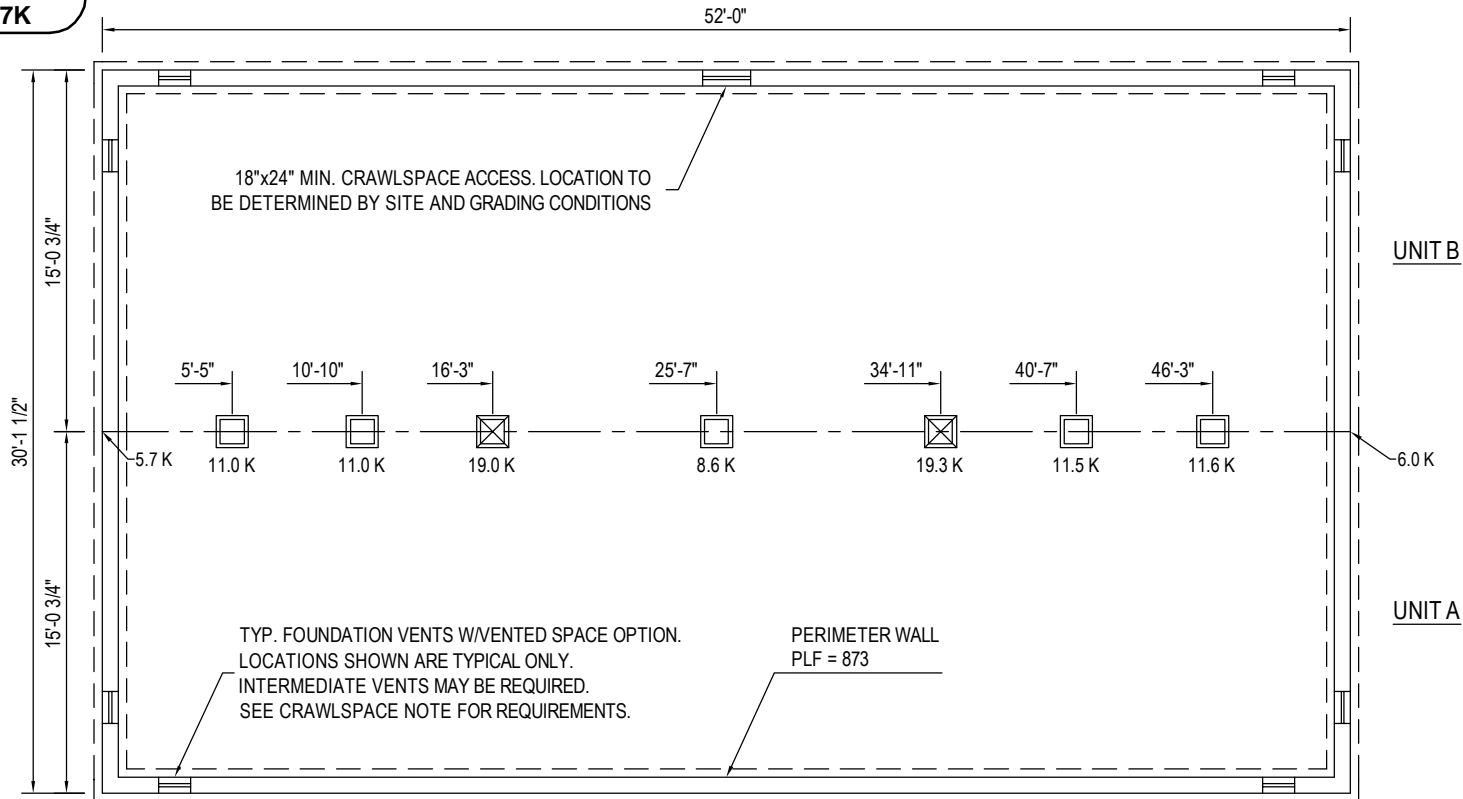 7K
52'-0"
18"x24" MIN. CRAWLSPACE ACCESS. LOCATION TO
BE DETERMINED BY SITE AND GRADING CONDITIONS
15'-0 3/4"
UNIT B
5'-5"
10'-10"
16'-3"
25'-7"
34'-11"
40'-7"
46'-3"
30'-1 1/2"
5.7 K
11.0 K
11.0 K
19.0 K
8.6 K
19.3 K
11.5 K
11.6 K
6.0 K
15'-0 3/4"
UNIT A
TYP. FOUNDATION VENTS W/VENTED SPACE OPTION.
LOCATIONS SHOWN ARE TYPICAL ONLY.
INTERMEDIATE VENTS MAY BE REQUIRED.
SEE CRAWLSPACE NOTE FOR REQUIREMENTS.
PERIMETER WALL
PLF = 873